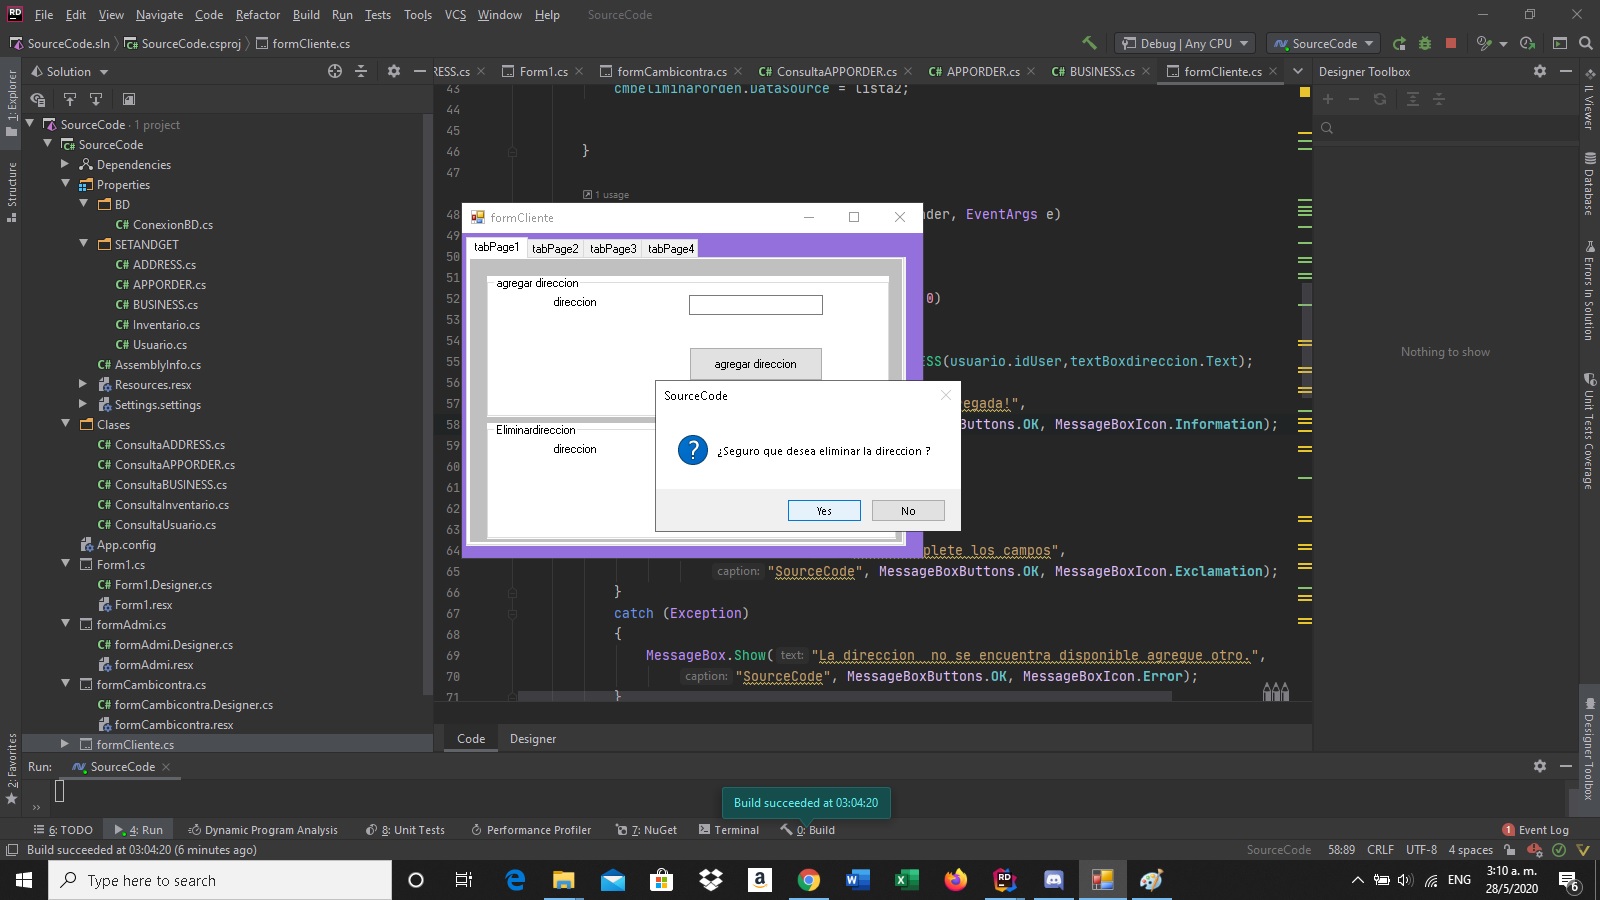 File Edit View Navigate Code Refactor Build Run Tests Tools VCS Window Help SourceCode
SourceCode.sln SourceCode.csproj formCliente.cs
Debug | Any CPU SourceCode
Solution
RESS.cs Form1.cs formCambicontra.cs ConsultaAPPORDER.cs APPORDER.cs BUSINESS.cs formCliente.cs
Designer Toolbox
1: Explorer
Structure
2: Favorites
SourceCode · 1 project
SourceCode
Dependencies
Properties
BD
ConexionBD.cs
SETANDGET
ADDRESS.cs
APPORDER.cs
BUSINESS.cs
Inventario.cs
Usuario.cs
AssemblyInfo.cs
Resources.resx
Settings.settings
Clases
ConsultaADDRESS.cs
ConsultaAPPORDER.cs
ConsultaBUSINESS.cs
ConsultaInventario.cs
ConsultaUsuario.cs
App.config
Form1.cs
Form1.Designer.cs
Form1.resx
formAdmi.cs
formAdmi.Designer.cs
formAdmi.resx
formCambicontra.cs
formCambicontra.Designer.cs
formCambicontra.resx
formCliente.cs
43 cmbeliminarorden.DataSource = lista2;
44
45
46 }
47
1 usage
48 nder, EventArgs e)
49
50
51
52 0)
53
54
55 ESS(usuario.idUser,textBoxdireccion.Text);
56
57 egada!",
58 Buttons.OK, MessageBoxIcon.Information);
59
60
61
62
63
64 plete los campos",
65 caption: "SourceCode", MessageBoxButtons.OK, MessageBoxIcon.Exclamation);
66 }
67 catch (Exception)
68 {
69 MessageBox.Show( text: "La direccion  no se encuentra disponible agregue otro.",
70 caption: "SourceCode", MessageBoxButtons.OK, MessageBoxIcon.Error);
71 }
formCliente
tabPage1 tabPage2 tabPage3 tabPage4
agregar direccion
direccion
agregar direccion
Eliminardireccion
direccion
SourceCode
¿Seguro que desea eliminar la direccion ?
Yes No
Nothing to show
IL Viewer
Database
Errors In Solution
Unit Tests Coverage
Designer Toolbox
Code Designer
Run: SourceCode
Build succeeded at 03:04:20
6: TODO 4: Run Dynamic Program Analysis 8: Unit Tests Performance Profiler 7: NuGet Terminal 0: Build 1 Event Log
Build succeeded at 03:04:20 (6 minutes ago) SourceCode 58:89 CRLF UTF-8 4 spaces
Type here to search
ENG
3:10 a. m.
28/5/2020
6